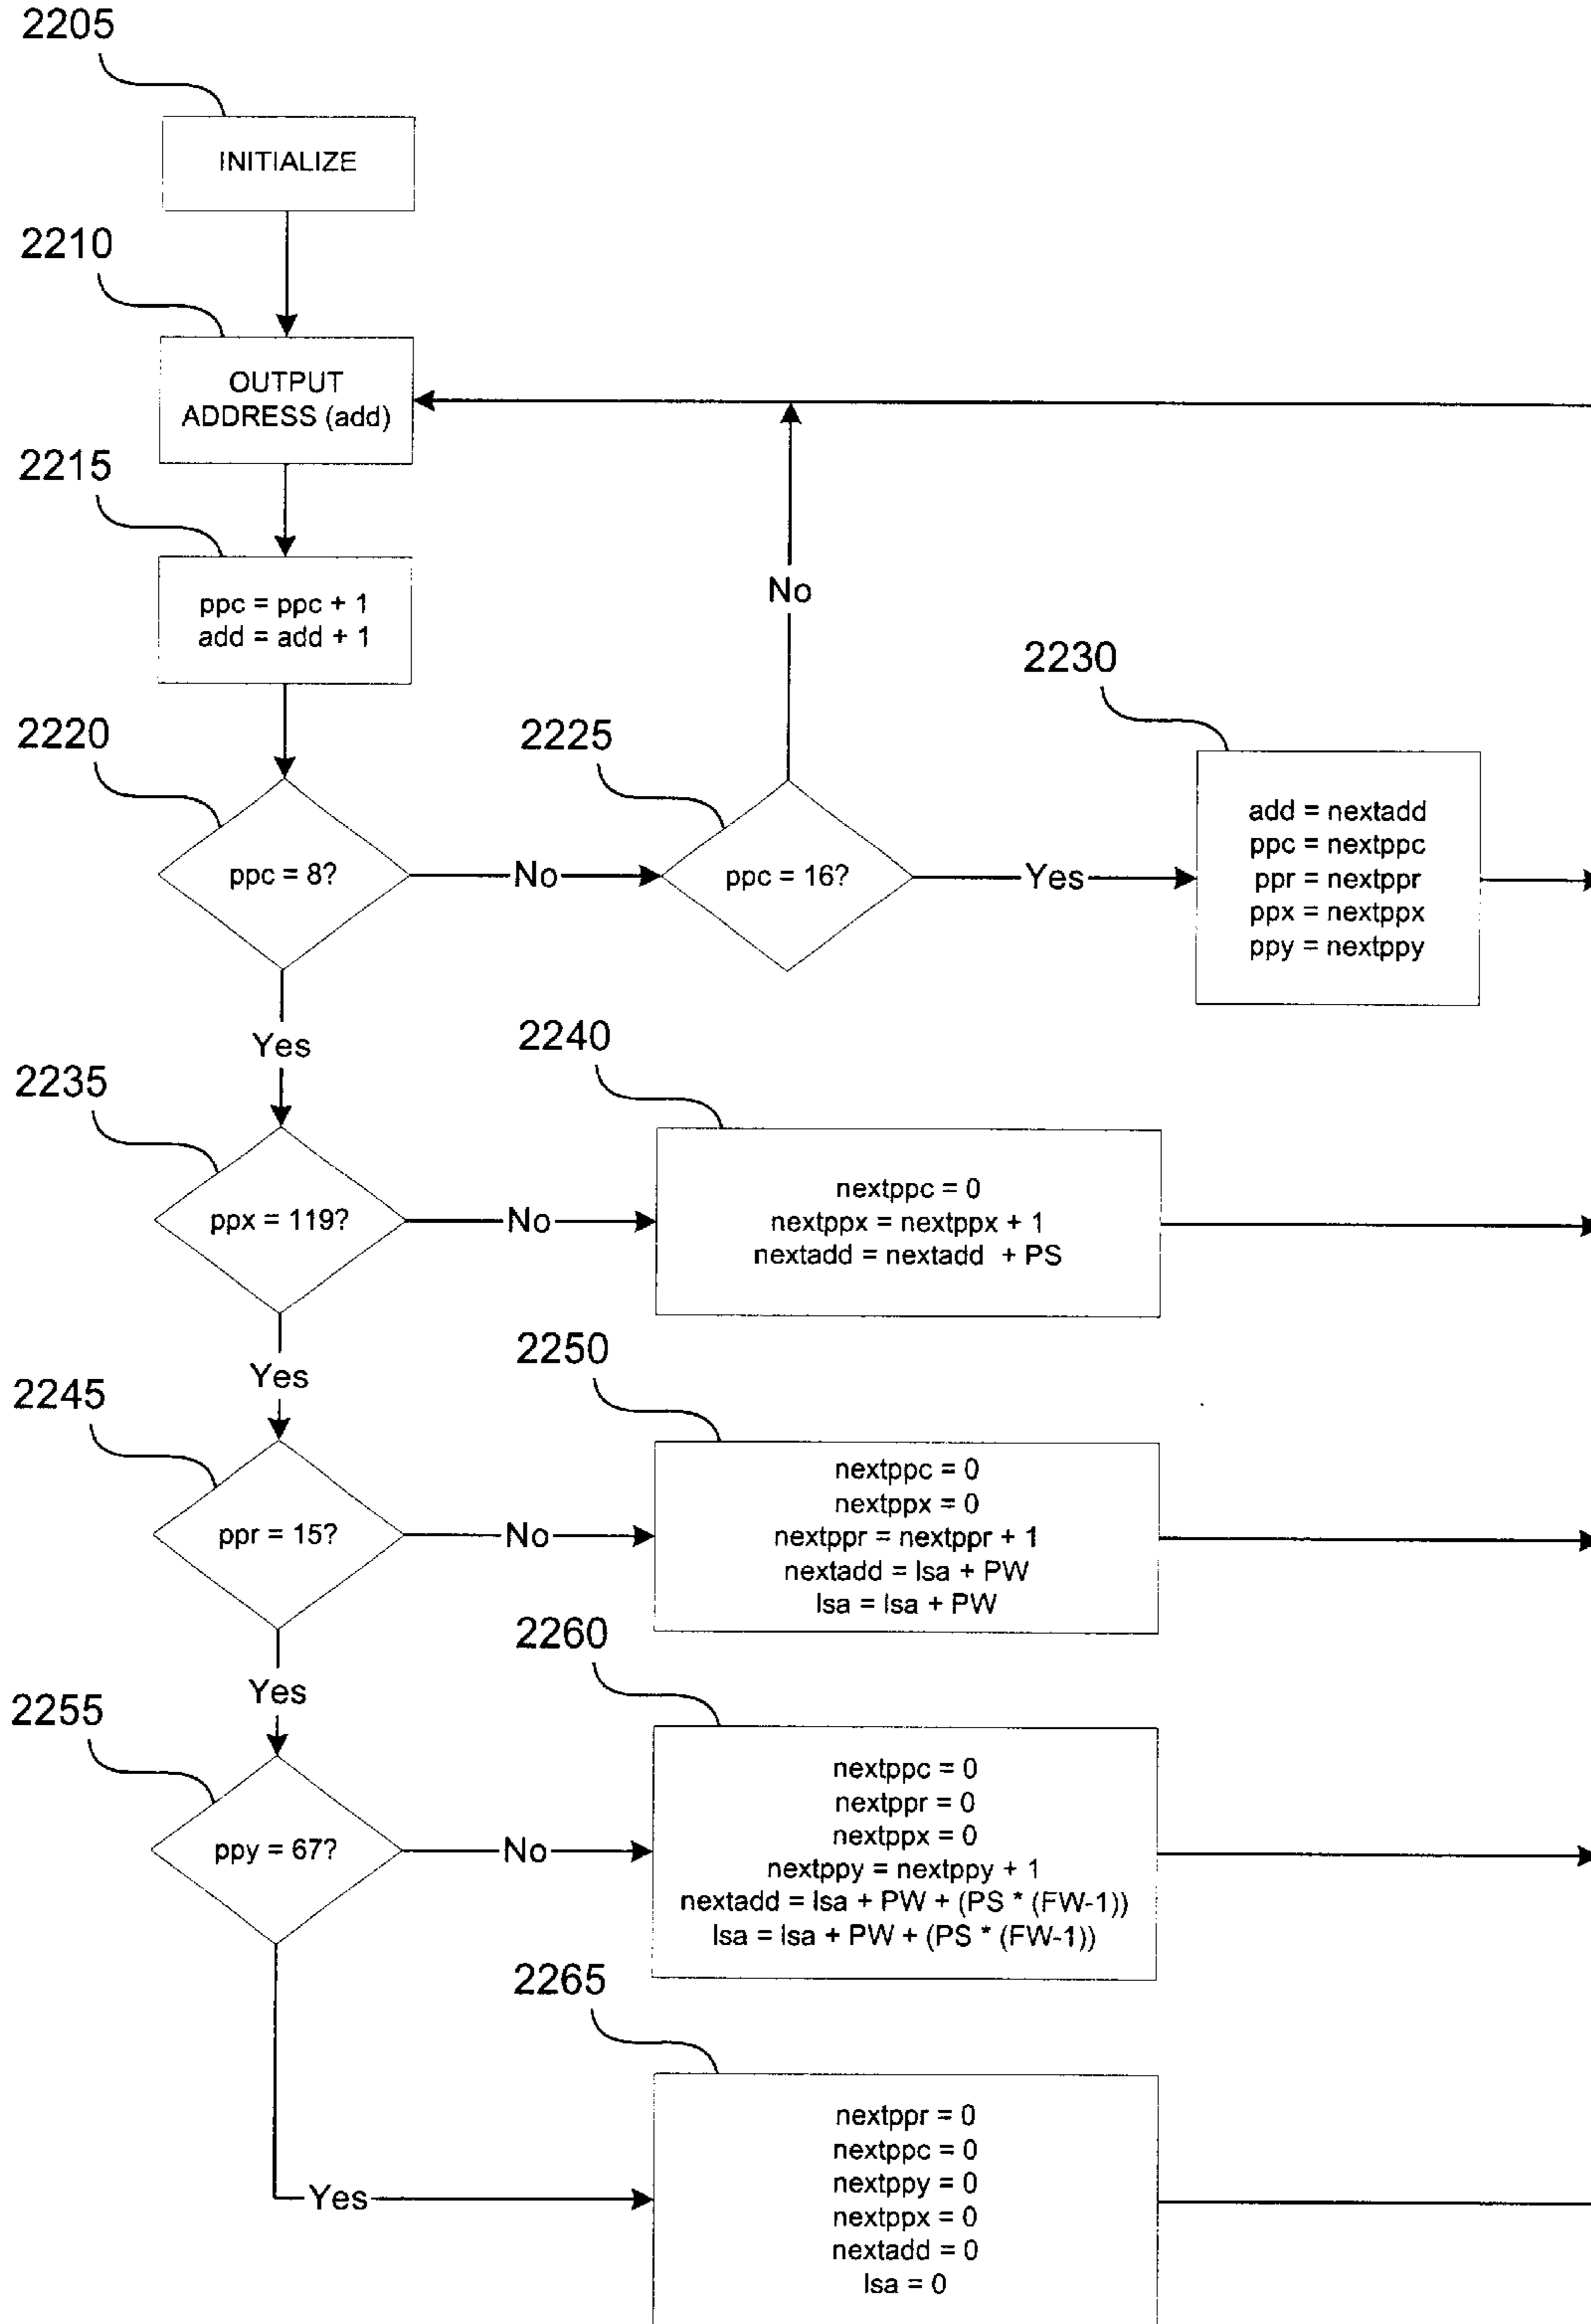 2205
INITIALIZE
2210
OUTPUT
ADDRESS (add)
2215
ppc = ppc + 1
add = add + 1
No
2220
ppc = 8?
No
2225
ppc = 16?
Yes
2230
add = nextadd
ppc = nextppc
ppr = nextppr
ppx = nextppx
ppy = nextppy
Yes
2235
ppx = 119?
No
2240
nextppc = 0
nextppx = nextppx + 1
nextadd = nextadd + PS
Yes
2245
ppr = 15?
No
2250
nextppc = 0
nextppx = 0
nextppr = nextppr + 1
nextadd = lsa + PW
lsa = lsa + PW
Yes
2255
ppy = 67?
No
2260
nextppc = 0
nextppr = 0
nextppx = 0
nextppy = nextppy + 1
nextadd = lsa + PW + (PS * (FW-1))
lsa = lsa + PW + (PS * (FW-1))
Yes
2265
nextppr = 0
nextppc = 0
nextppy = 0
nextppx = 0
nextadd = 0
lsa = 0